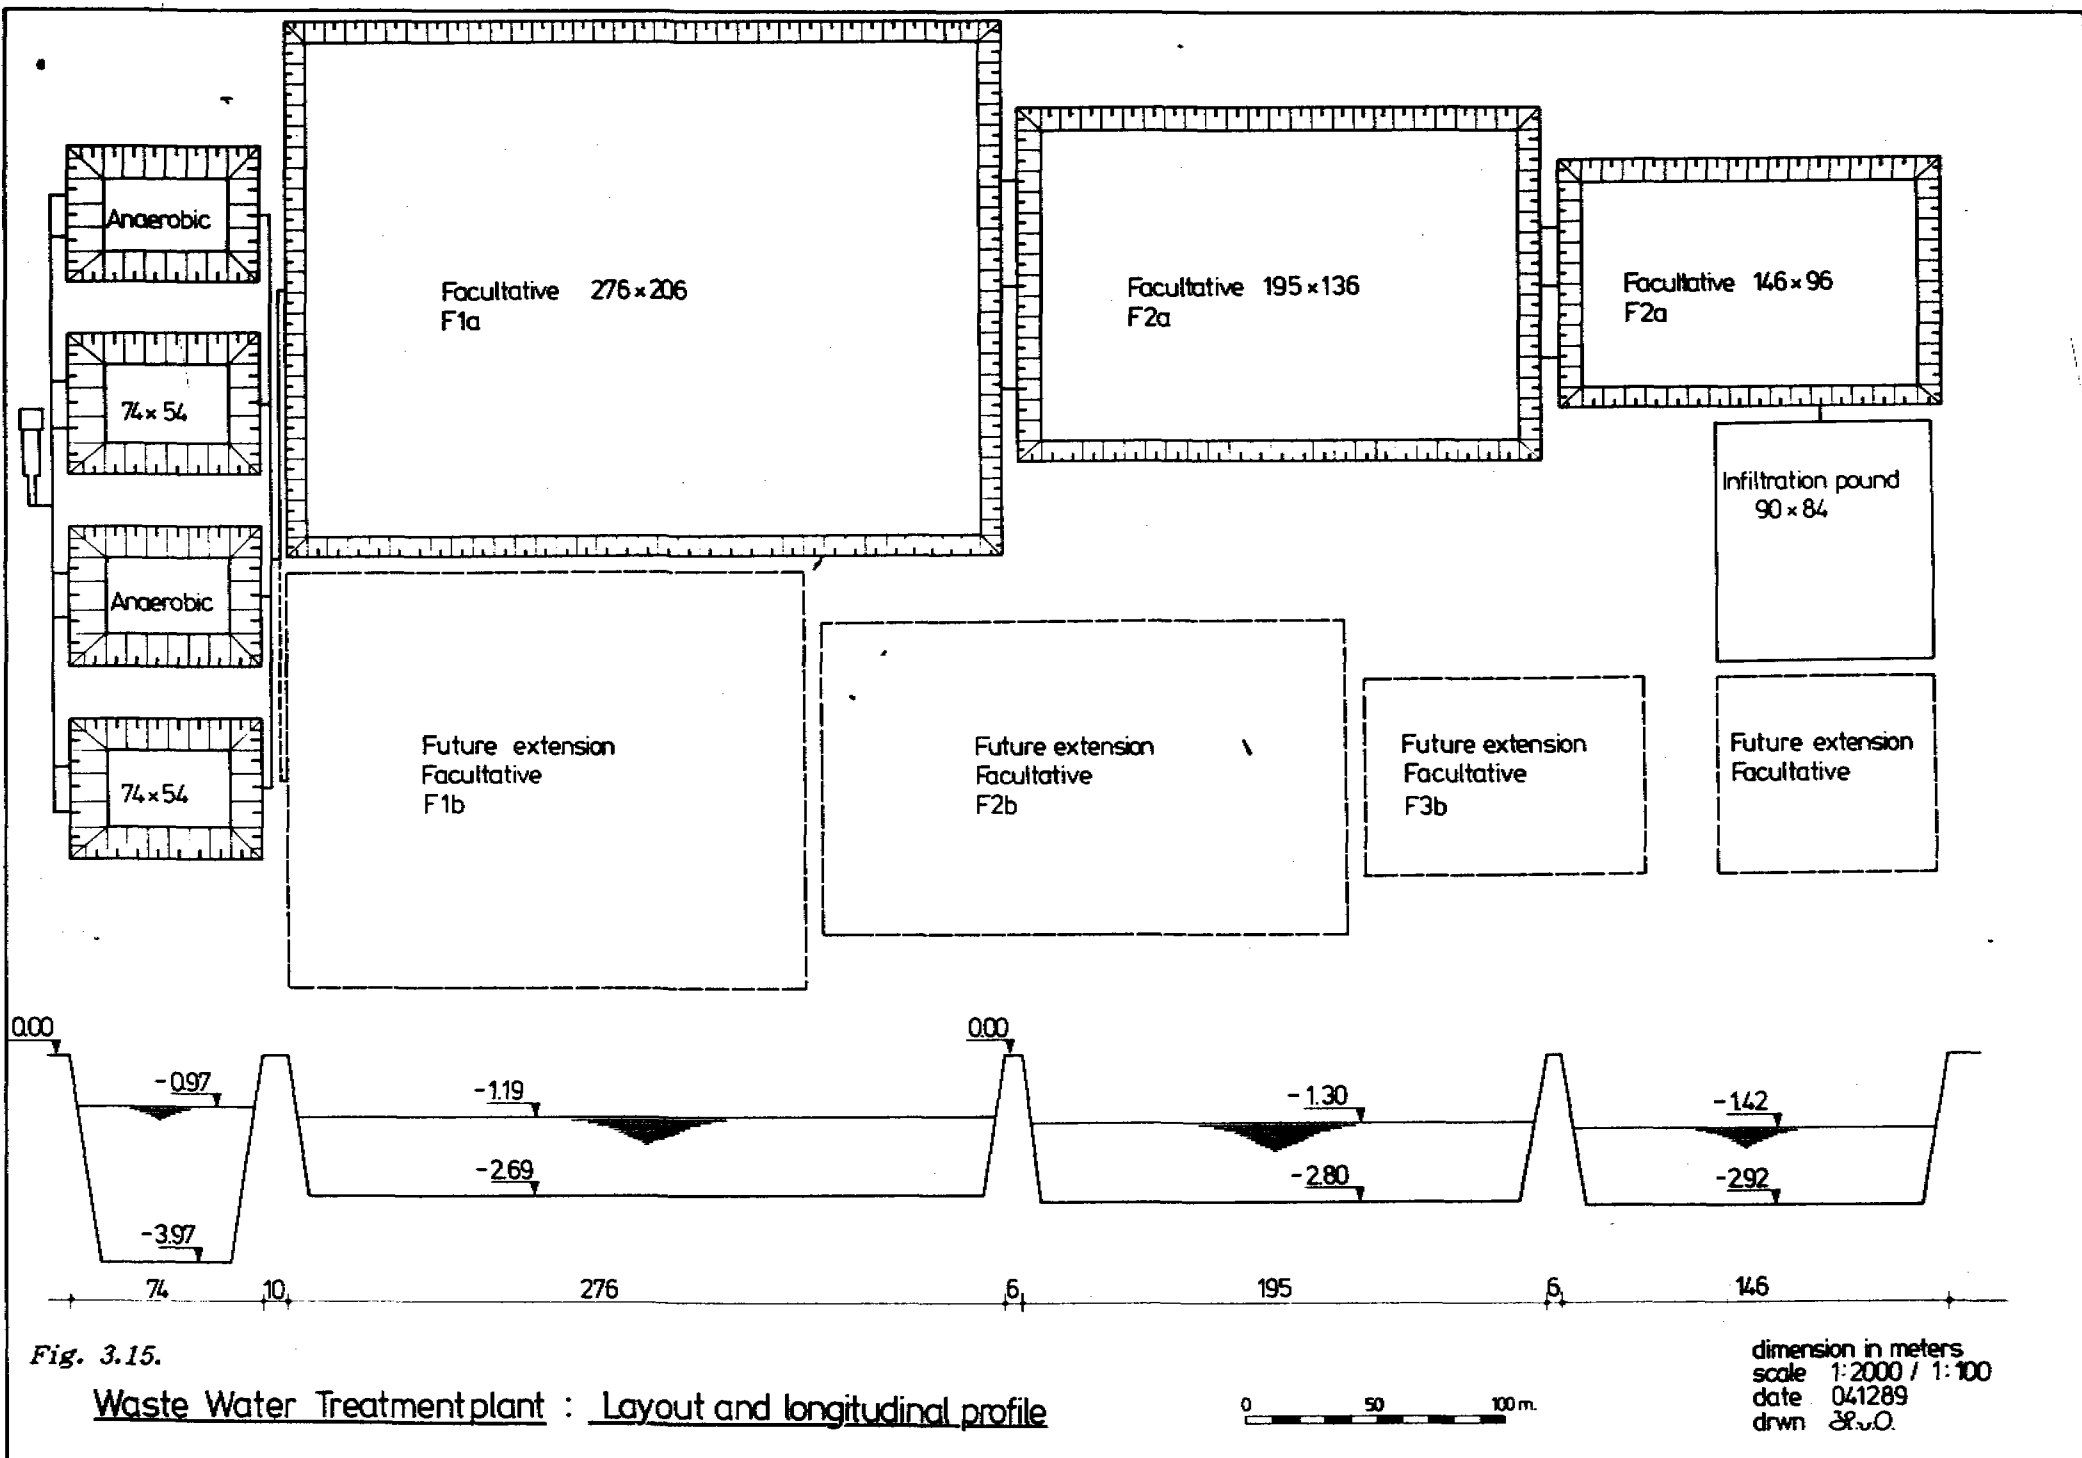 Anaerobic
74×54
Anaerobic
74×54
Facultative 276×206
F1a
Facultative 195×136
F2a
Facultative 146×96
F2a
Infiltration pound
90×84
Future extension
Facultative
F1b
Future extension
Facultative
F2b
Future extension
Facultative
F3b
Future extension
Facultative
0.00
0.00
-0.97
-1.19
-1.30
-1.42
-2.69
-2.80
-2.92
-3.97
74 10 276 6 195 6 146
Fig. 3.15.
Waste Water Treatmentplant : Layout and longitudinal profile
0 50 100 m.
dimension in meters
scale 1:2000 / 1:100
date 041289
drwn